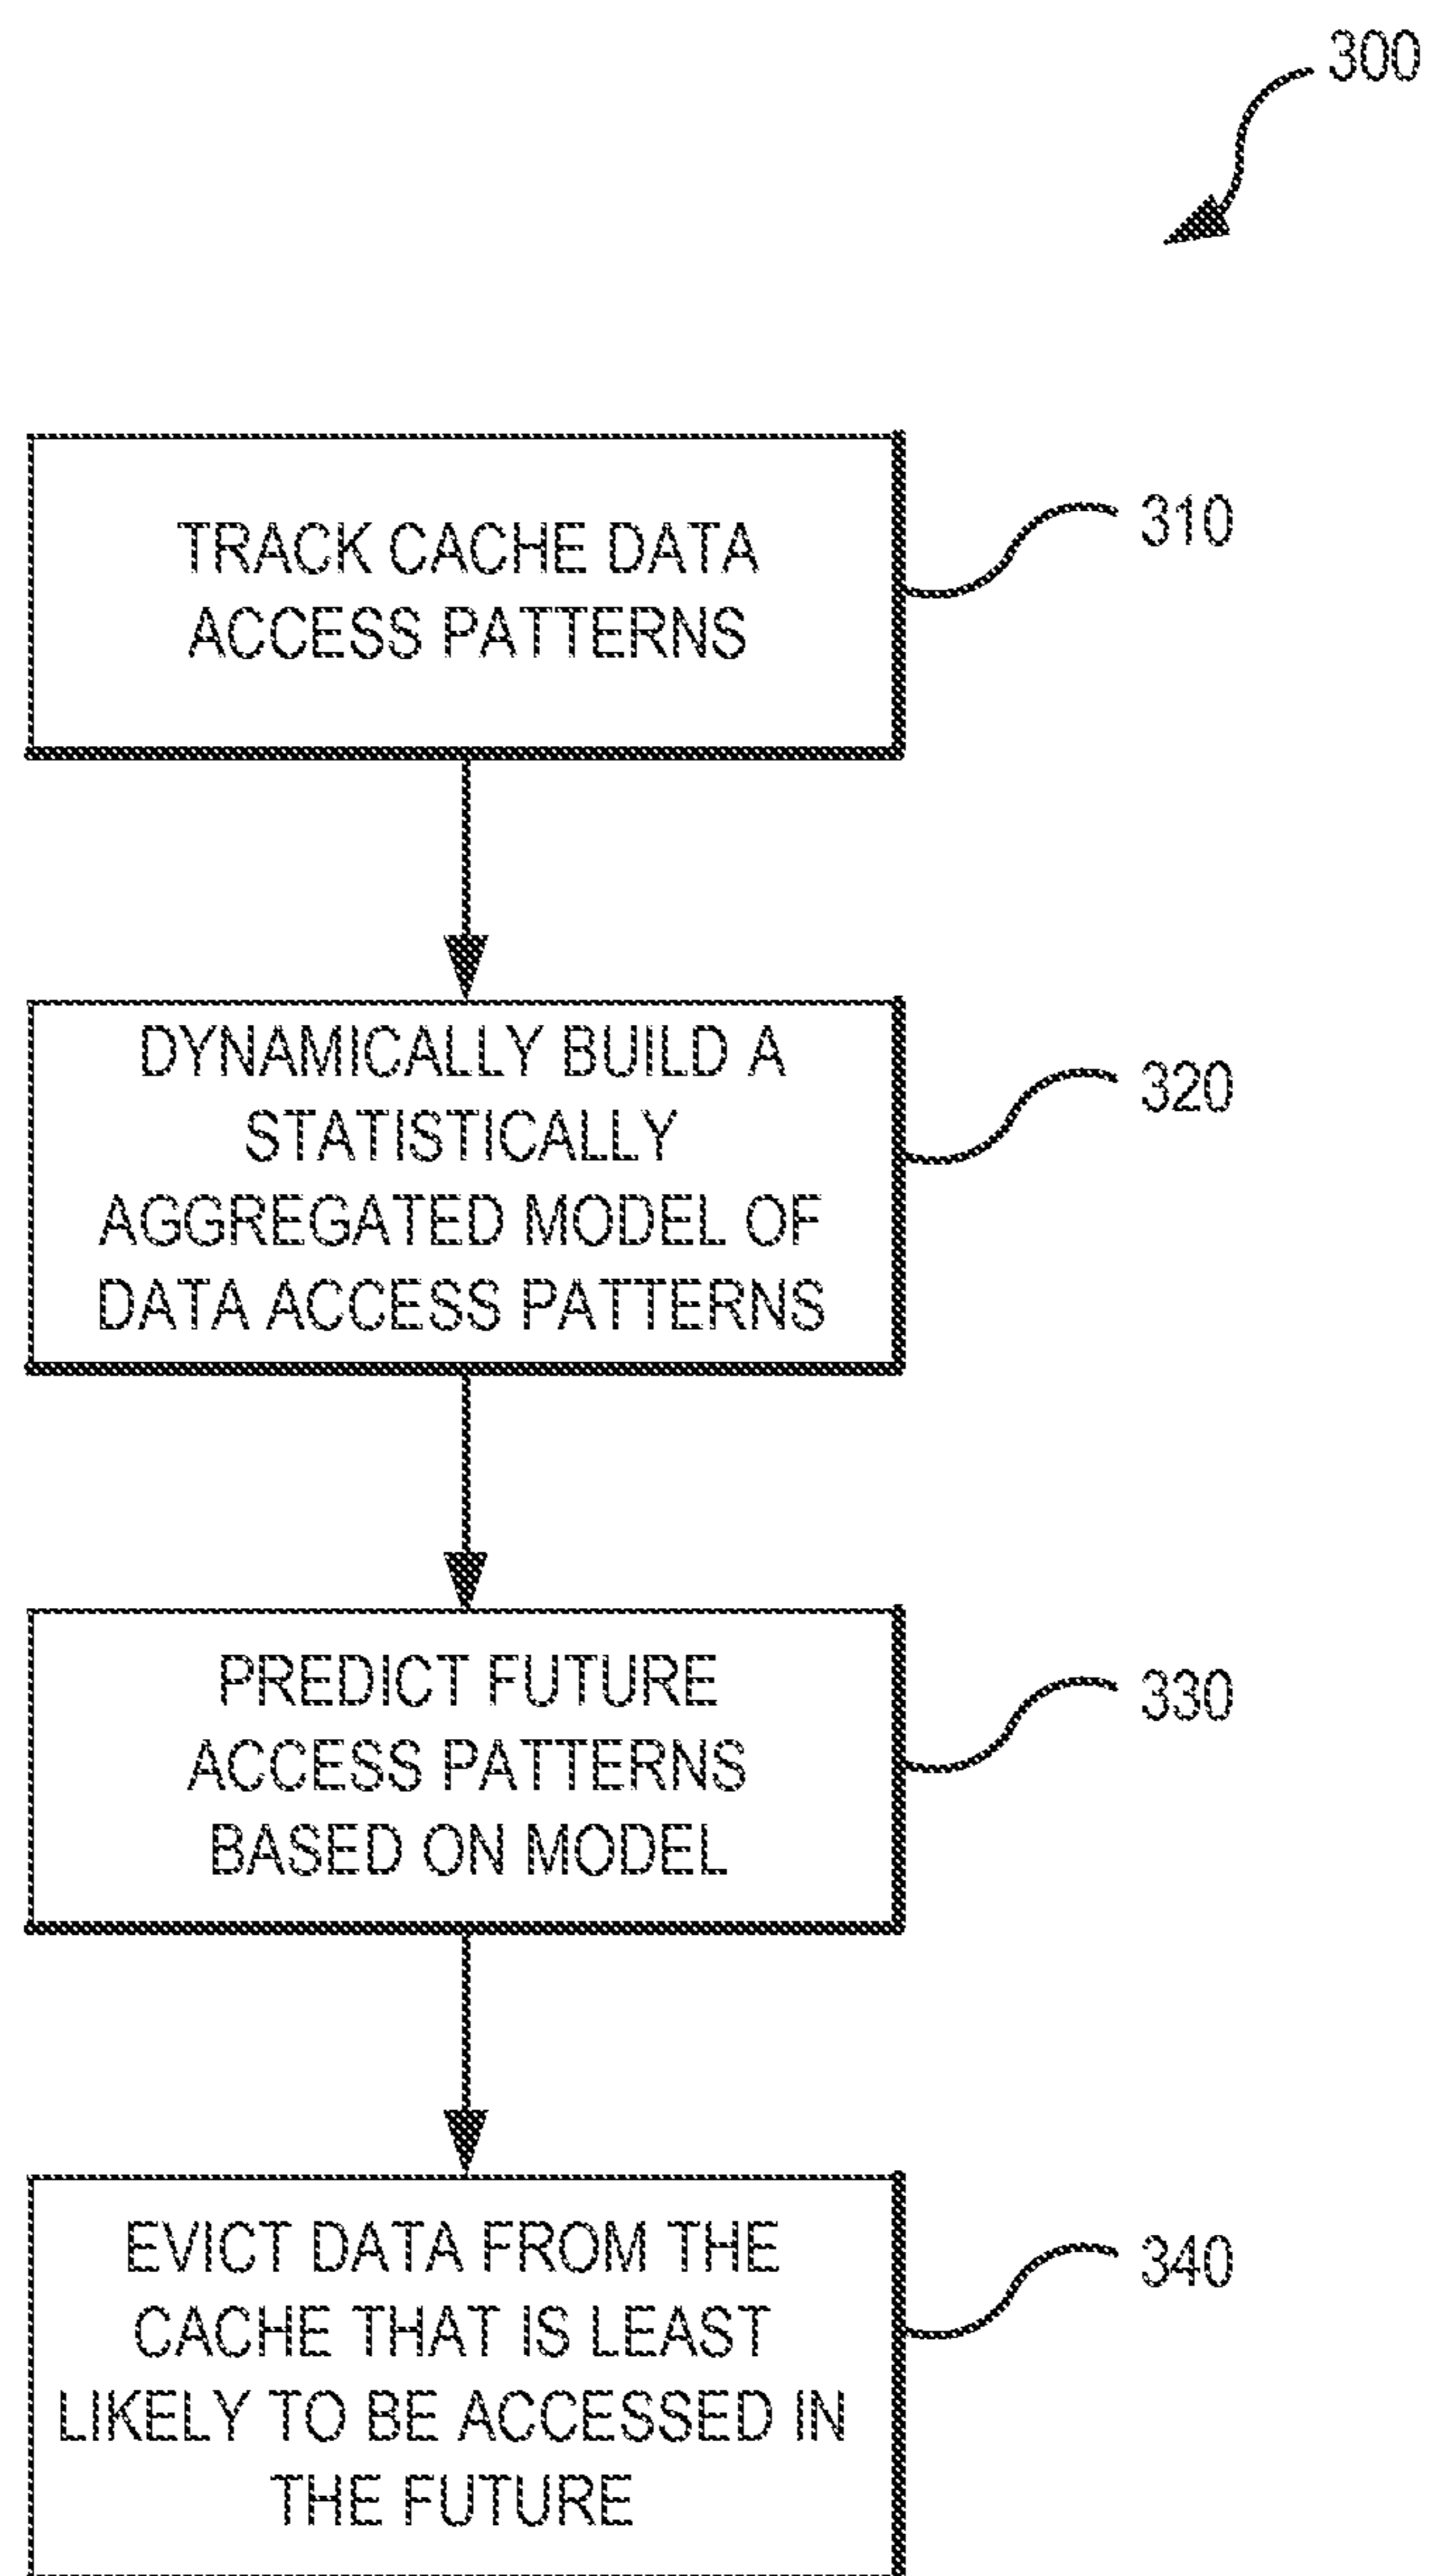 300
TRACK CACHE DATA
ACCESS PATTERNS
310
DYNAMICALLY BUILD A
STATISTICALLY
AGGREGATED MODEL OF
DATA ACCESS PATTERNS
320
PREDICT FUTURE
ACCESS PATTERNS
BASED ON MODEL
330
EVICT DATA FROM THE
CACHE THAT IS LEAST
LIKELY TO BE ACCESSED IN
THE FUTURE
340